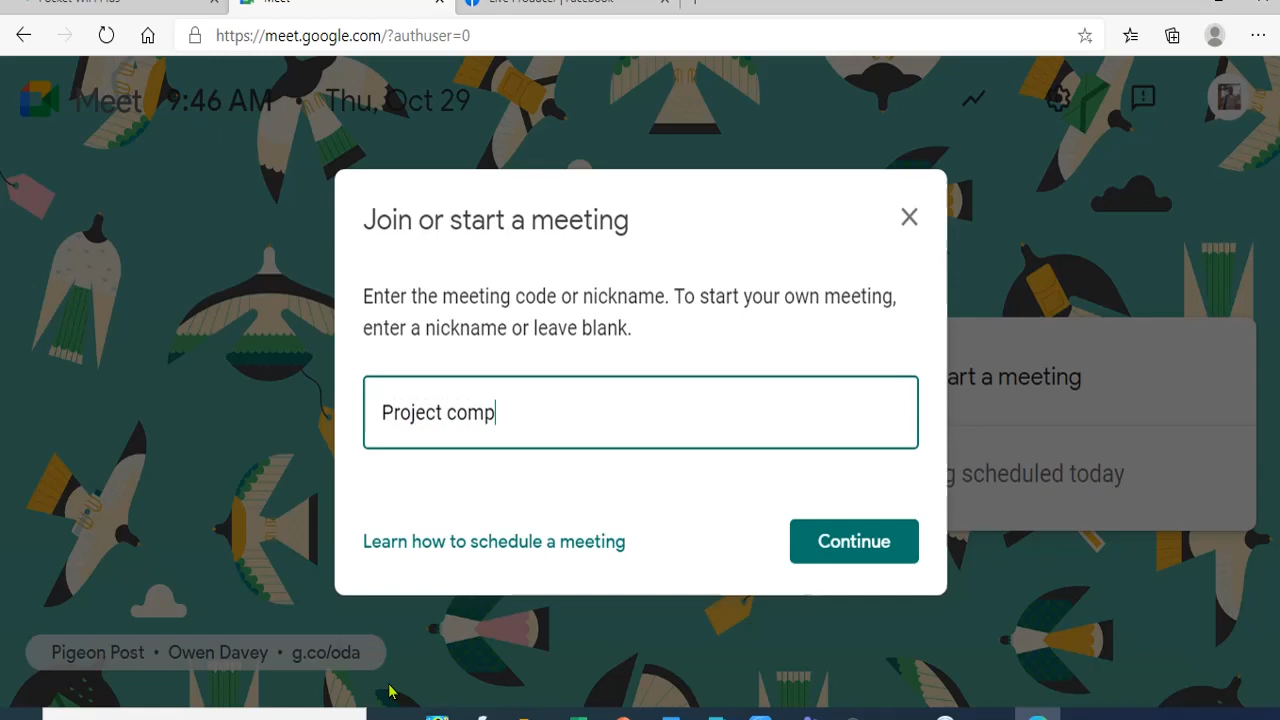 Meet
https://meet.google.com/?authuser=0
Meet 9:46 AM • Thu, Oct 29
Join or start a meeting
Enter the meeting code or nickname. To start your own meeting,
enter a nickname or leave blank.
Project comp
art a meeting
g scheduled today
Learn how to schedule a meeting
Continue
Pigeon Post • Owen Davey • g.co/oda